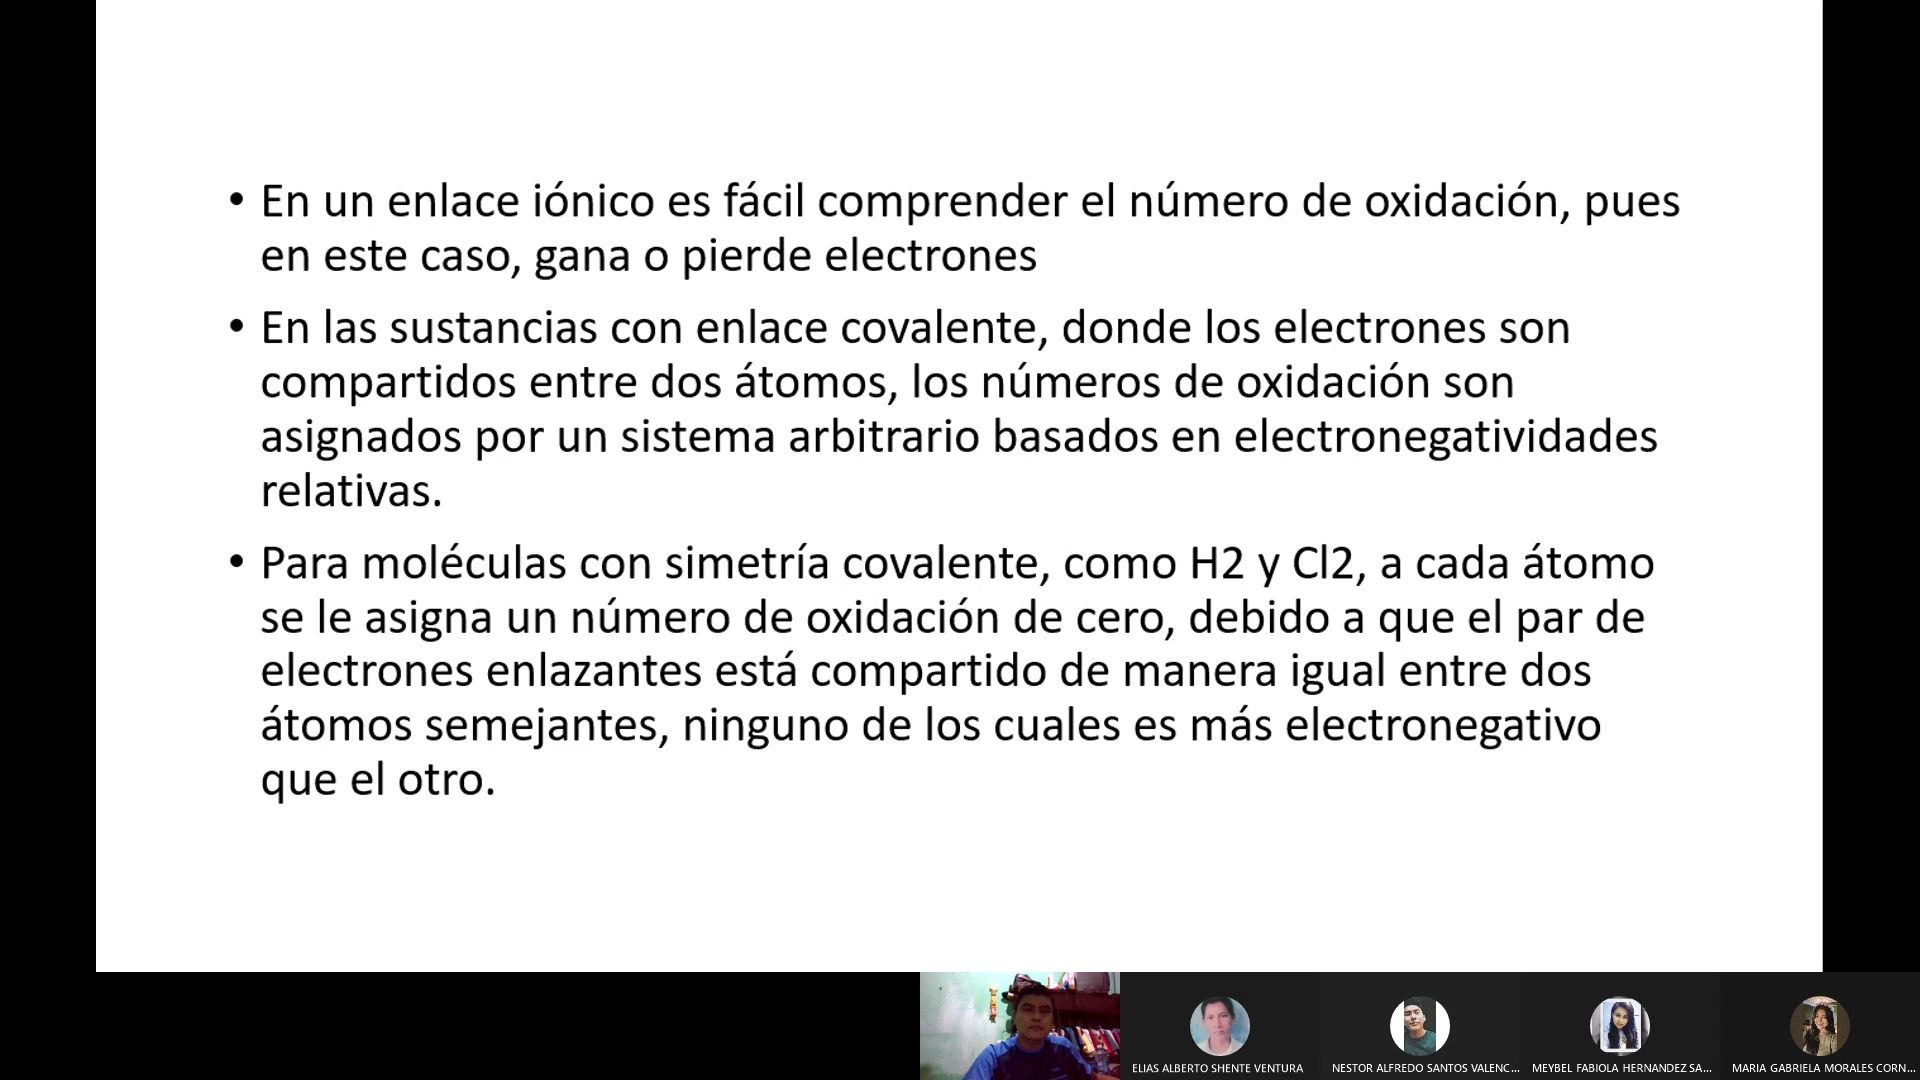 • En un enlace iónico es fácil comprender el número de oxidación, pues
en este caso, gana o pierde electrones
• En las sustancias con enlace covalente, donde los electrones son
compartidos entre dos átomos, los números de oxidación son
asignados por un sistema arbitrario basados en electronegatividades
relativas.
• Para moléculas con simetría covalente, como H2 y Cl2, a cada átomo
se le asigna un número de oxidación de cero, debido a que el par de
electrones enlazantes está compartido de manera igual entre dos
átomos semejantes, ninguno de los cuales es más electronegativo
que el otro.
ELIAS ALBERTO SHENTE VENTURA
NESTOR ALFREDO SANTOS VALENC...
MEYBEL FABIOLA HERNANDEZ SA...
MARIA GABRIELA MORALES CORN...